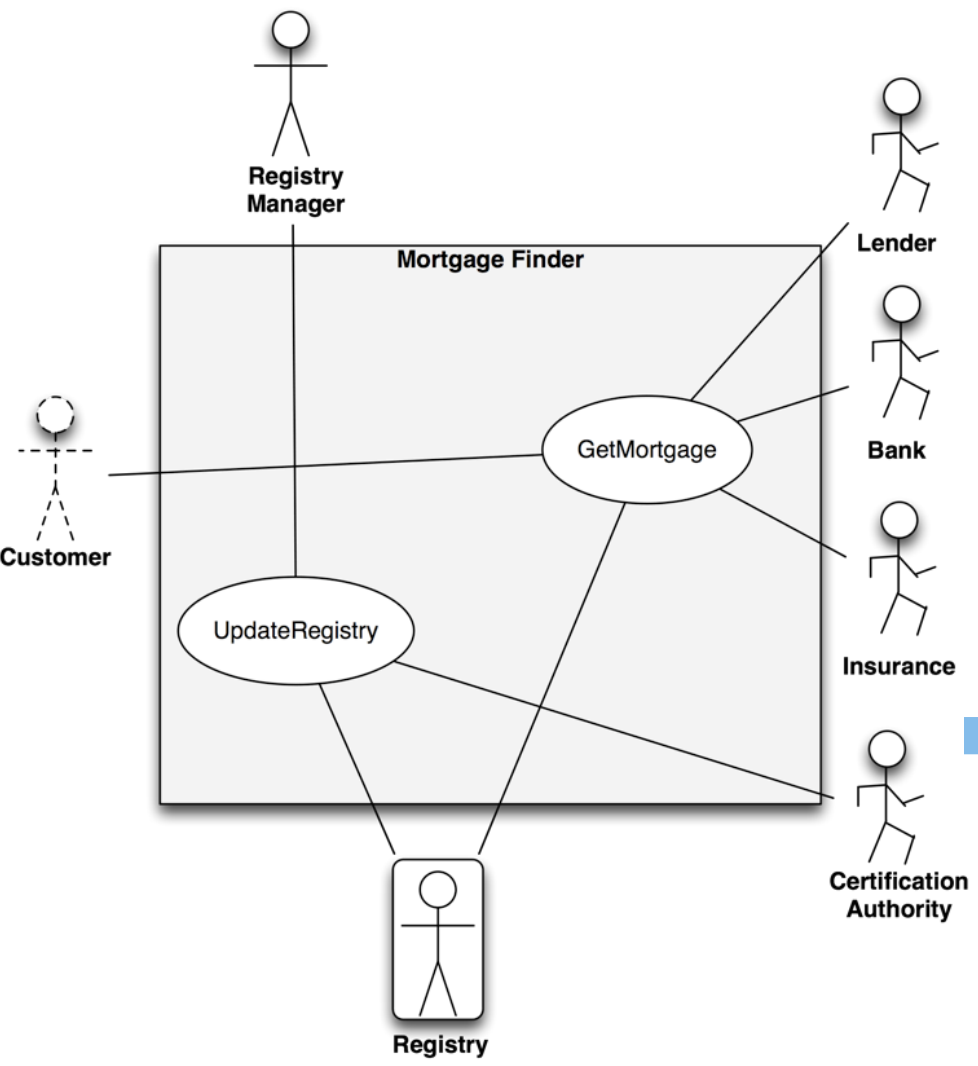 Registry
Manager
Mortgage Finder
Lender
Bank
GetMortgage
Customer
UpdateRegistry
Insurance
Certification
Authority
Registry